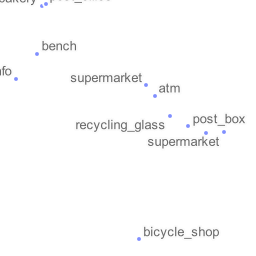 bench
supermarket
atm
recycling_glass
post_box
supermarket
bicycle_shop